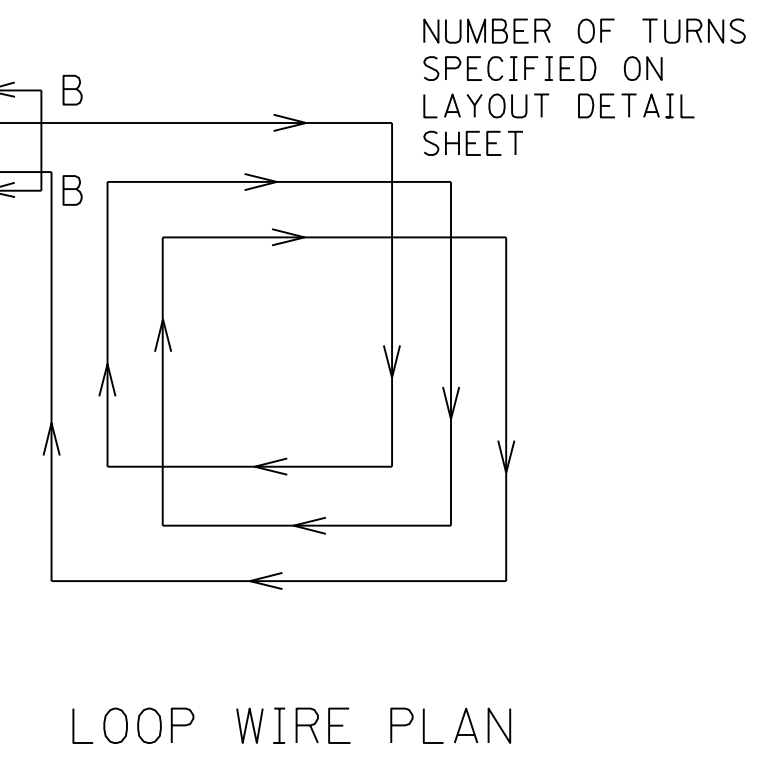 NUMBER OF TURNS
SPECIFIED ON
LAYOUT DETAIL
SHEET
B
B
LOOP WIRE PLAN